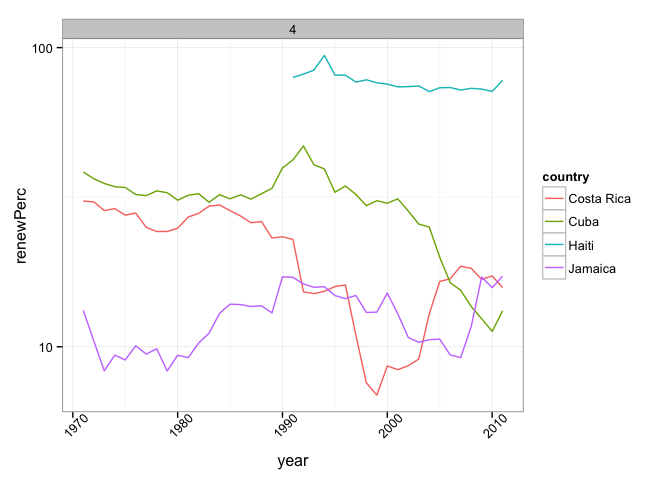 4
100
10
renewPerc
1970
1980
1990
2000
2010
year
country
Costa Rica
Cuba
Haiti
Jamaica